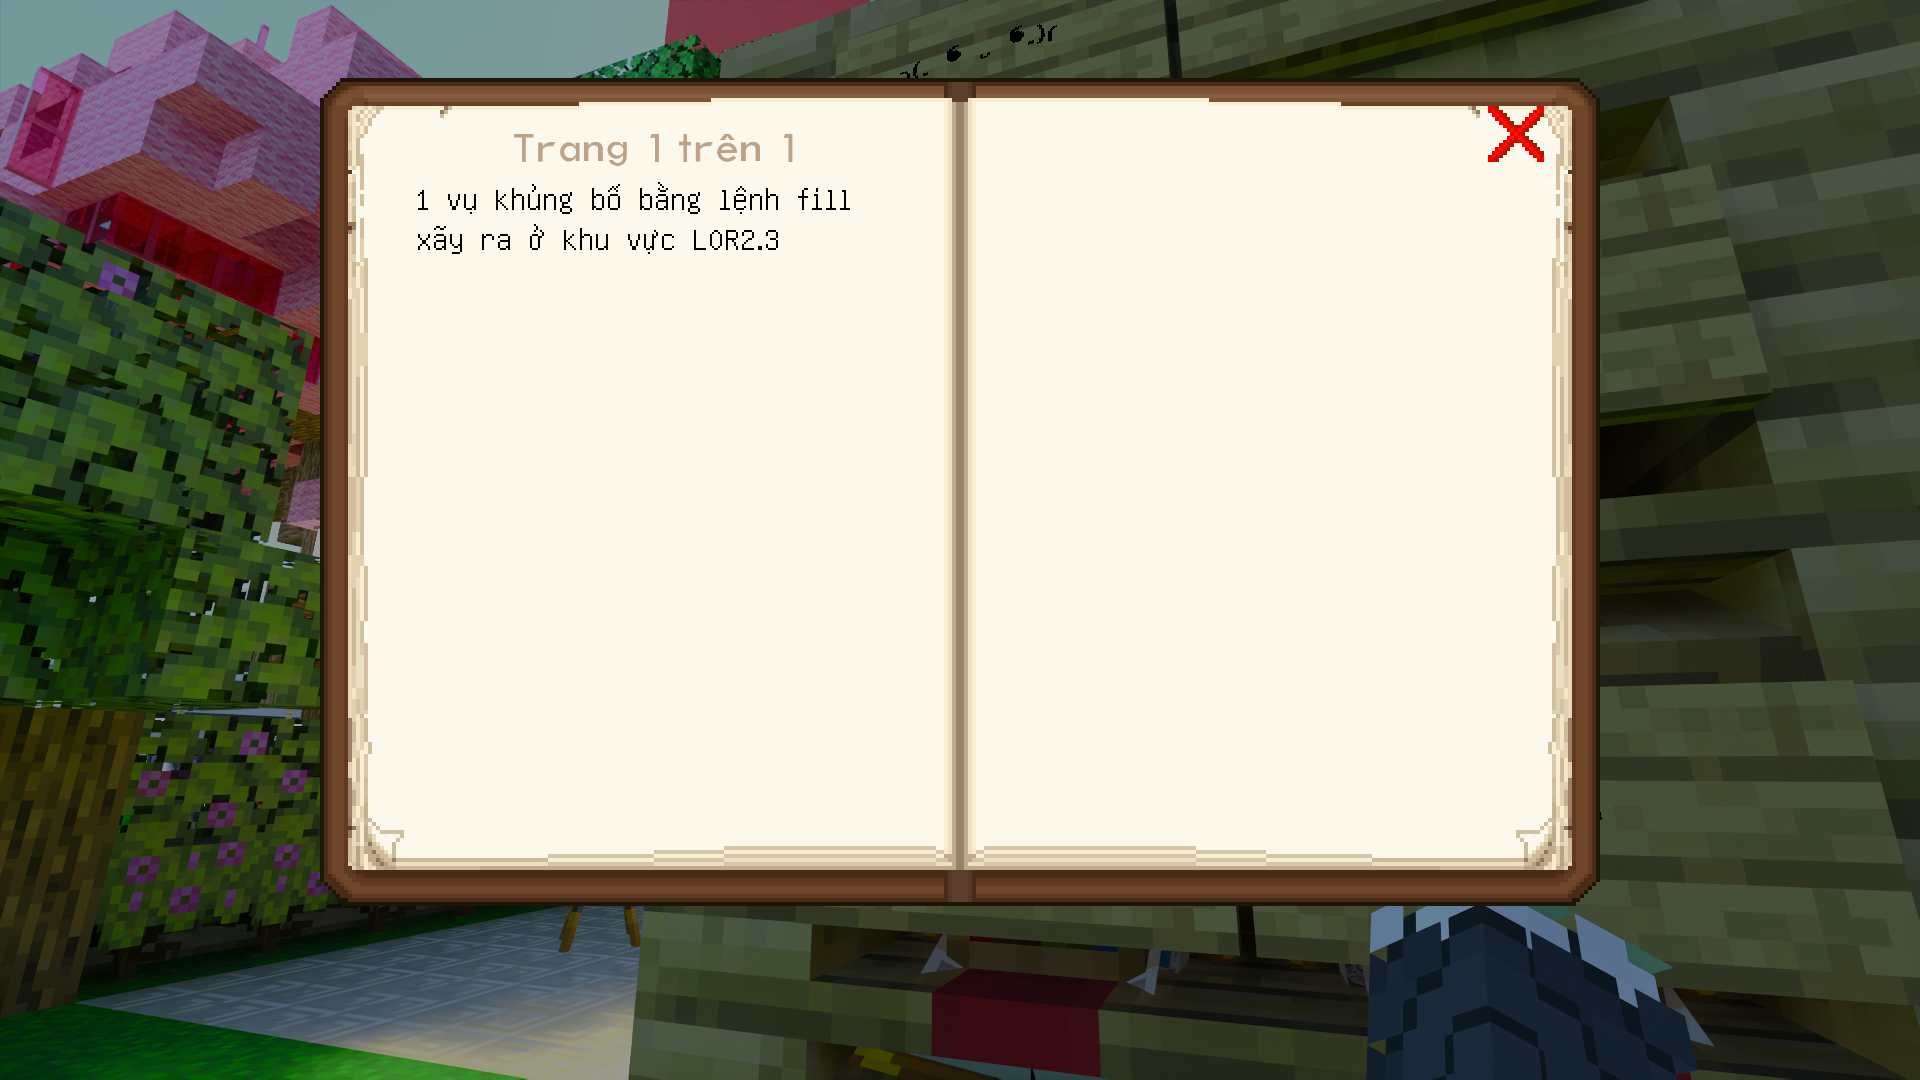 Trang 1 trên 1
1 vụ khủng bố bằng lệnh fill
xãy ra ở khu vực LOR2.3